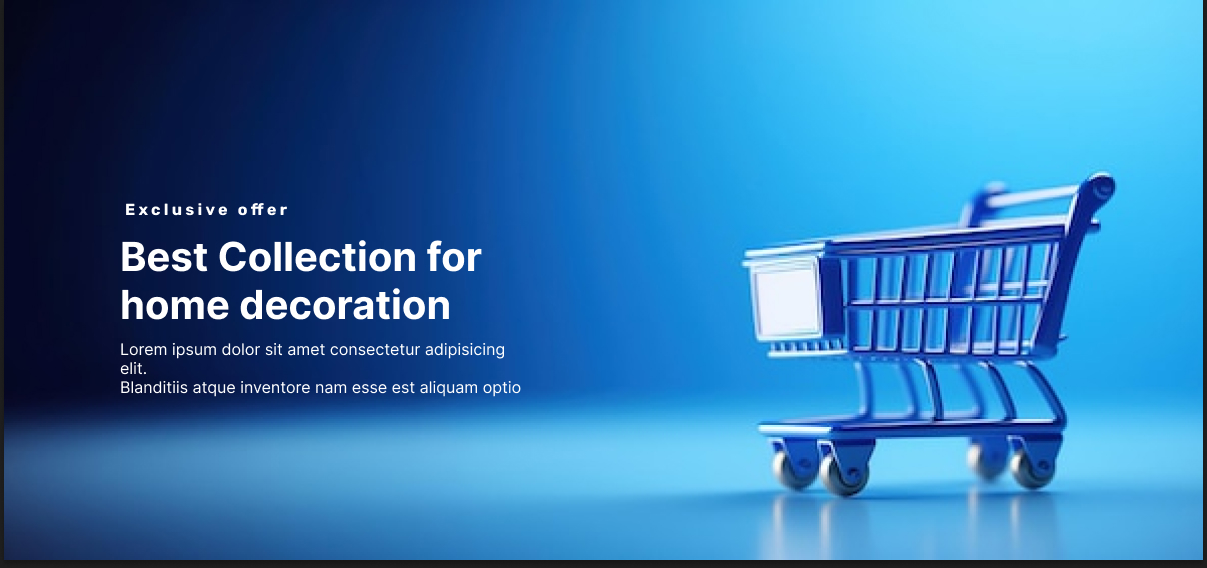 Exclusive offer
Best Collection for
home decoration
Lorem ipsum dolor sit amet consectetur adipisicing
elit.
Blanditiis atque inventore nam esse est aliquam optio